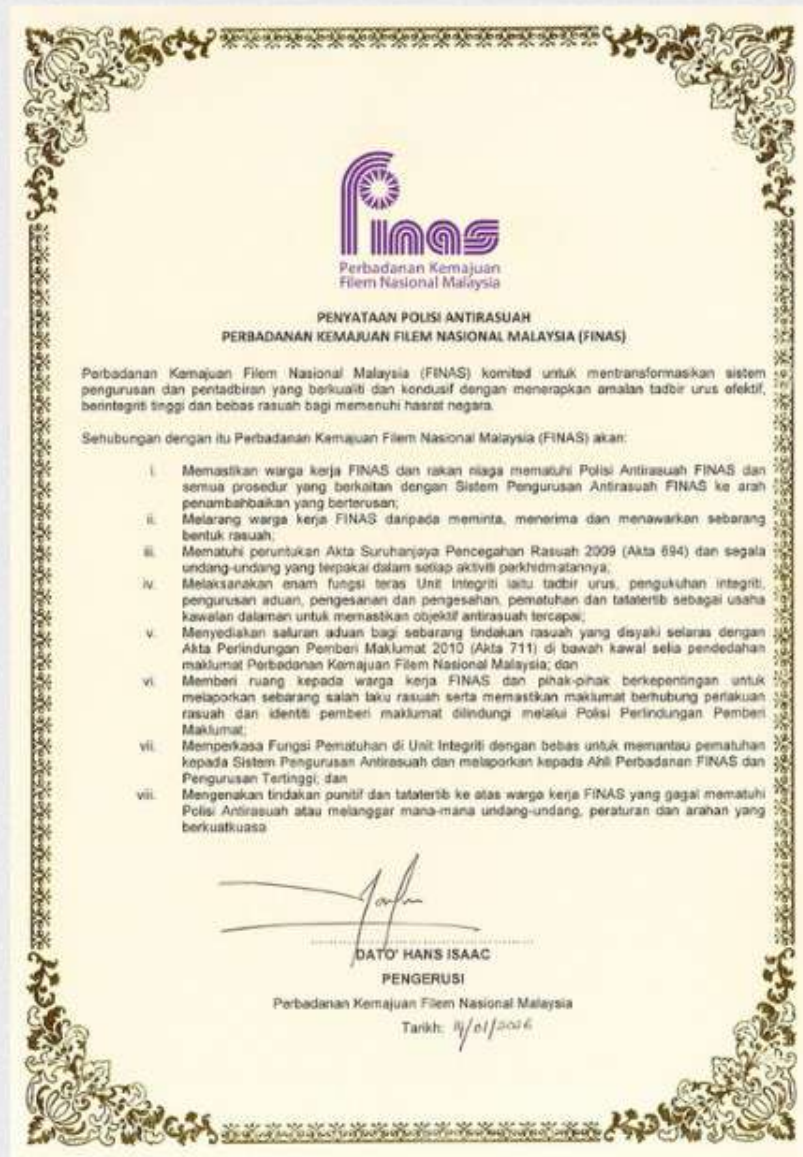 Finas
Perbadanan Kemajuan
Filem Nasional Malaysia
PENYATAAN POLISI ANTIRASUAH
PERBADANAN KEMAJUAN FILEM NASIONAL MALAYSIA (FINAS)
Perbadanan Kemajuan Filem Nasional Malaysia (FINAS) komited untuk mentransformasikan sistem
pengurusan dan pentadbiran yang berkualiti dan kondusif dengan menerapkan amalan tadbir urus efektif,
berintegriti tinggi dan bebas rasuah bagi memenuhi hasrat negara.
Sehubungan dengan itu Perbadanan Kemajuan Filem Nasional Malaysia (FINAS) akan:
i. Memastikan warga kerja FINAS dan rakan niaga mematuhi Polisi Antirasuah FINAS dan
semua prosedur yang berkaitan dengan Sistem Pengurusan Antirasuah FINAS ke arah
penambahbaikan yang berterusan;
ii. Melarang warga kerja FINAS daripada meminta, menerima dan menawarkan sebarang
bentuk rasuah;
iii. Mematuhi peruntukan Akta Suruhanjaya Pencegahan Rasuah 2009 (Akta 694) dan segala
undang-undang yang terpakai dalam setiap aktiviti perkhidmatannya;
iv. Melaksanakan enam fungsi teras Unit Integriti iaitu tadbir urus, pengukuhan integriti,
pengurusan aduan, pengesanan dan pengesahan, pematuhan dan tatatertib sebagai usaha
kawalan dalaman untuk memastikan objektif antirasuah tercapai;
v. Menyediakan saluran aduan bagi sebarang tindakan rasuah yang disyaki selaras dengan
Akta Perlindungan Pemberi Maklumat 2010 (Akta 711) di bawah kawal selia pendedahan
maklumat Perbadanan Kemajuan Filem Nasional Malaysia; dan
vi. Memberi ruang kepada warga kerja FINAS dan pihak-pihak berkepentingan untuk
melaporkan sebarang salah laku rasuah serta memastikan maklumat berhubung perlakuan
rasuah dan identiti pemberi maklumat dilindungi melalui Polisi Perlindungan Pemberi
Maklumat;
vii. Memperkasa Fungsi Pematuhan di Unit Integriti dengan bebas untuk memantau pematuhan
kepada Sistem Pengurusan Antirasuah dan melaporkan kepada Ahli Perbadanan FINAS dan
Pengurusan Tertinggi; dan
viii. Mengenakan tindakan punitif dan tatatertib ke atas warga kerja FINAS yang gagal mematuhi
Polisi Antirasuah atau melanggar mana-mana undang-undang, peraturan dan arahan yang
berkuatkuasa
DATO' HANS ISAAC
PENGERUSI
Perbadanan Kemajuan Filem Nasional Malaysia
Tarikh: 14/01/2026